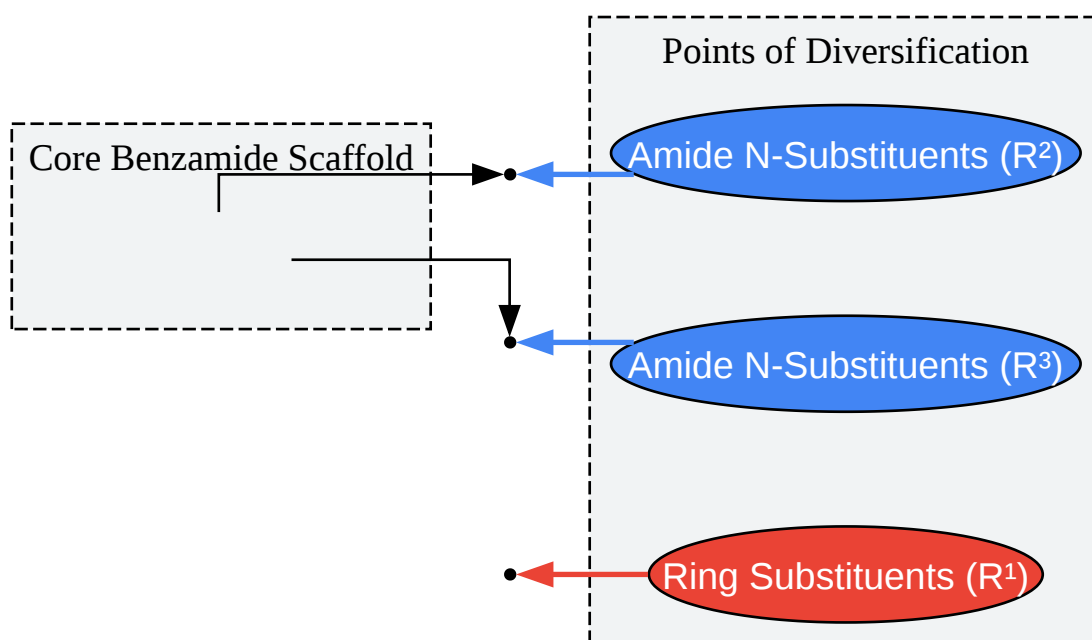 Points of Diversification
Core Benzamide Scaffold
Amide N-Substituents (R²)
Amide N-Substituents (R³)
Ring Substituents (R¹)